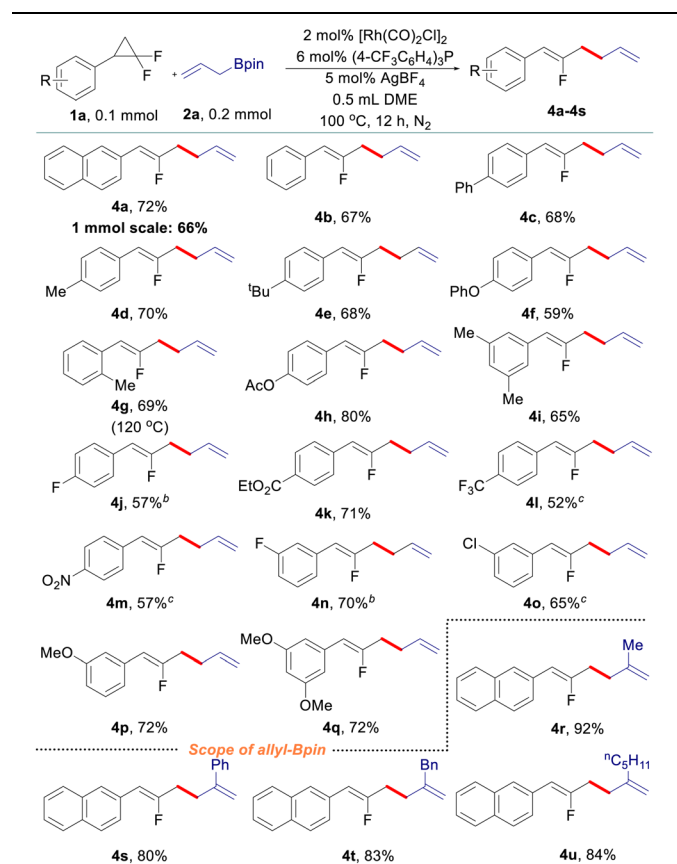 2 mol% [Rh(CO)2Cl]2
6 mol% (4-CF3C6H4)3P
5 mol% AgBF4
0.5 mL DME
100 °C, 12 h, N2
R
F
F
+
Bpin
R
F
1a, 0.1 mmol
2a, 0.2 mmol
4a-4s
F
4a, 72%
1 mmol scale: 66%
F
4b, 67%
Ph
F
4c, 68%
Me
F
4d, 70%
tBu
F
4e, 68%
PhO
F
4f, 59%
Me
F
4g, 69%
(120 °C)
AcO
F
4h, 80%
Me
Me
F
4i, 65%
F
F
4j, 57%b
EtO2C
F
4k, 71%
F3C
F
4l, 52%c
O2N
F
4m, 57%c
F
F
4n, 70%b
Cl
F
4o, 65%c
MeO
F
4p, 72%
MeO
OMe
F
4q, 72%
Me
F
4r, 92%
Scope of allyl-Bpin
Ph
F
4s, 80%
Bn
F
4t, 83%
nC5H11
F
4u, 84%